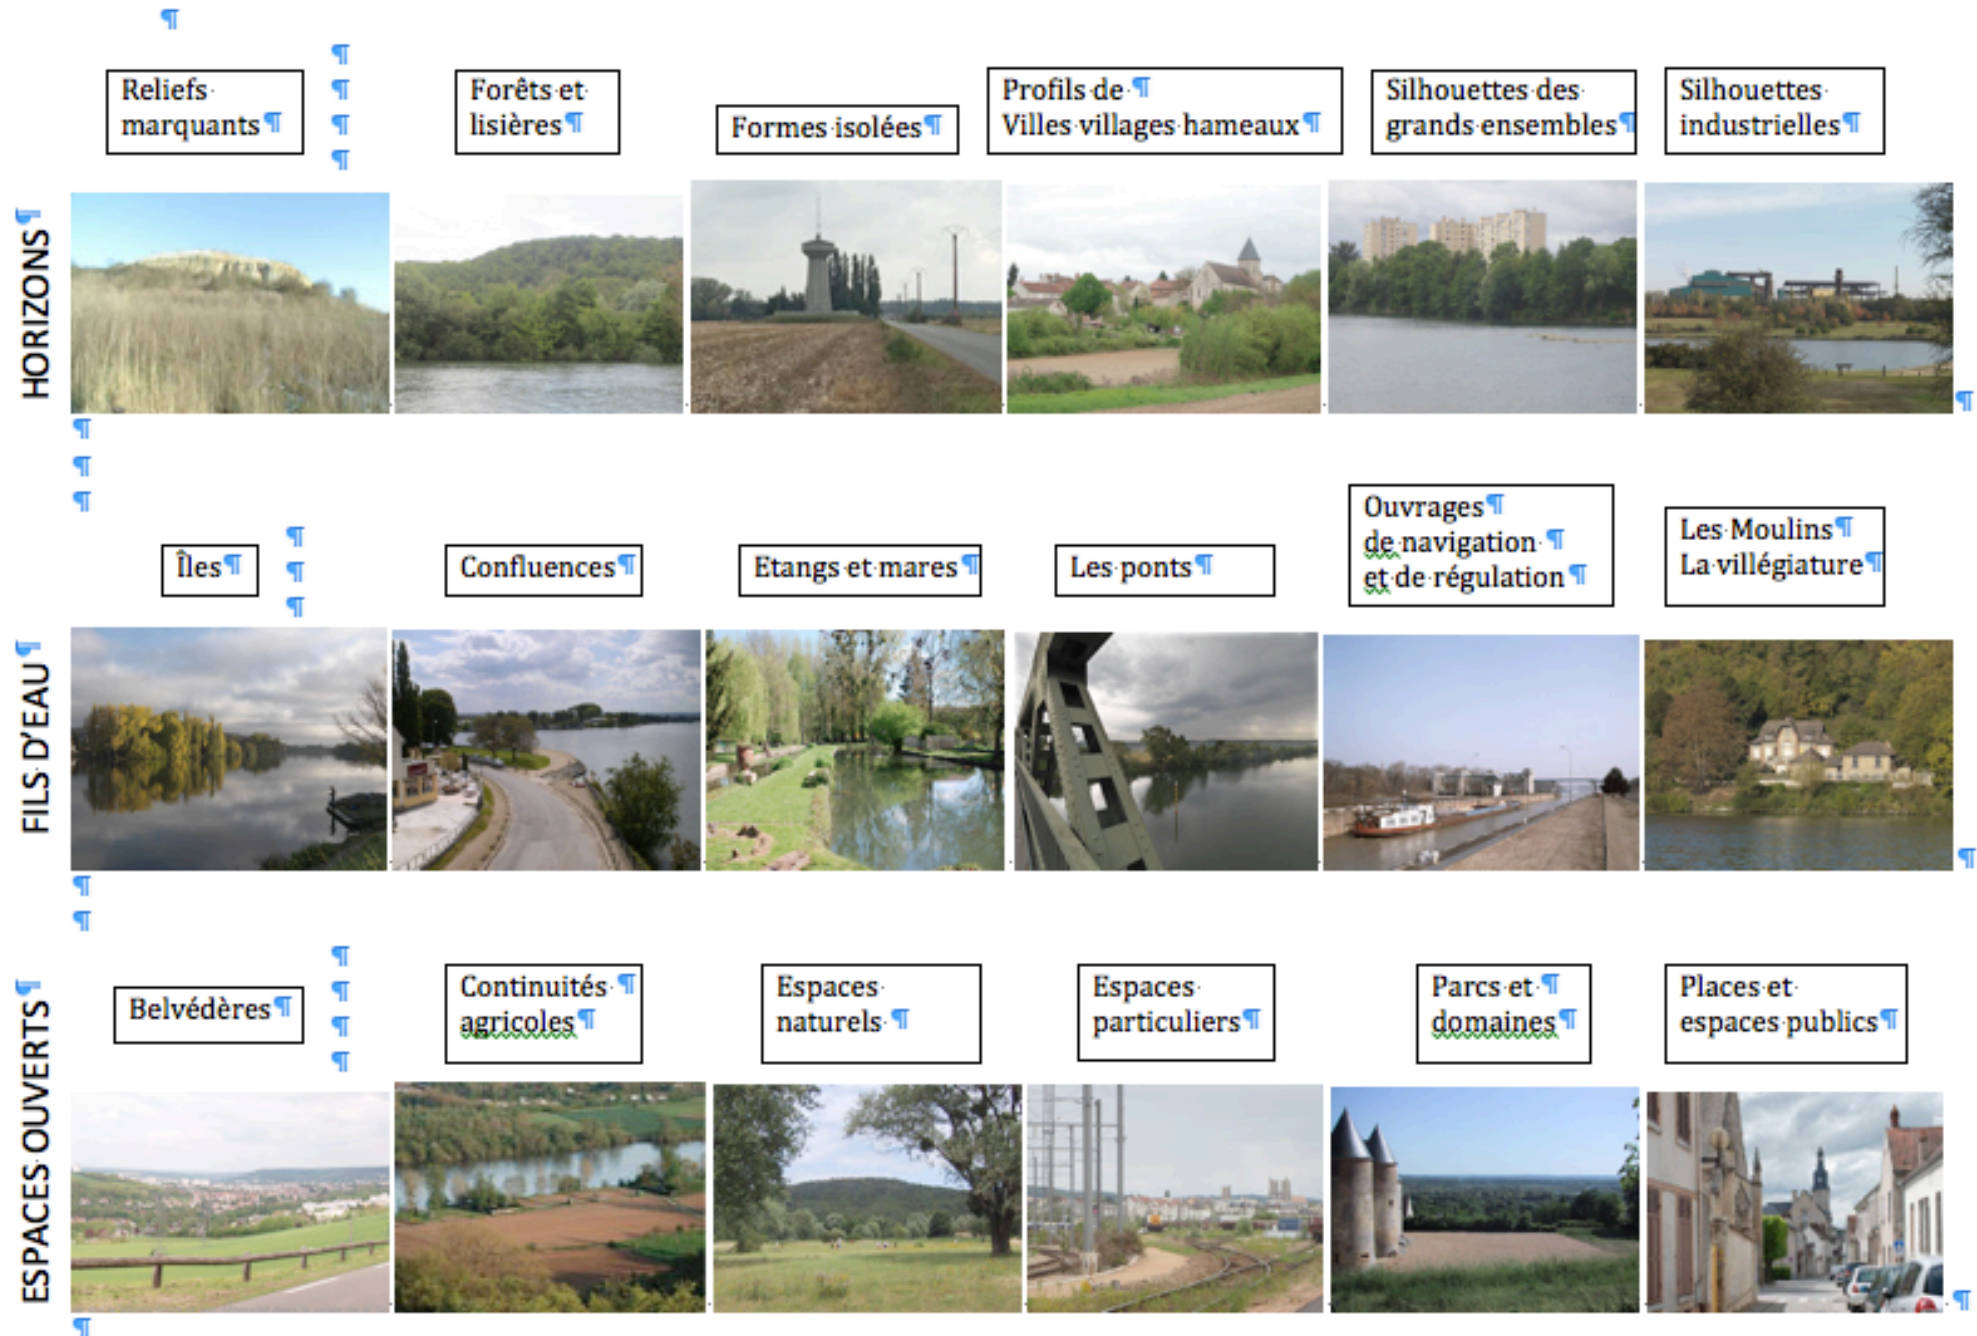 Reliefs
marquants
Forêts et
lisières
Formes isolées
Profils de
Villes villages hameaux
Silhouettes des
grands ensembles
Silhouettes
industrielles
HORIZONS
Îles
Confluences
Etangs et mares
Les ponts
Ouvrages
de navigation
et de régulation
Les Moulins
La villégiature
FILS D'EAU
Belvédères
Continuités
agricoles
Espaces
naturels
Espaces
particuliers
Parcs et
domaines
Places et
espaces publics
ESPACES OUVERTS